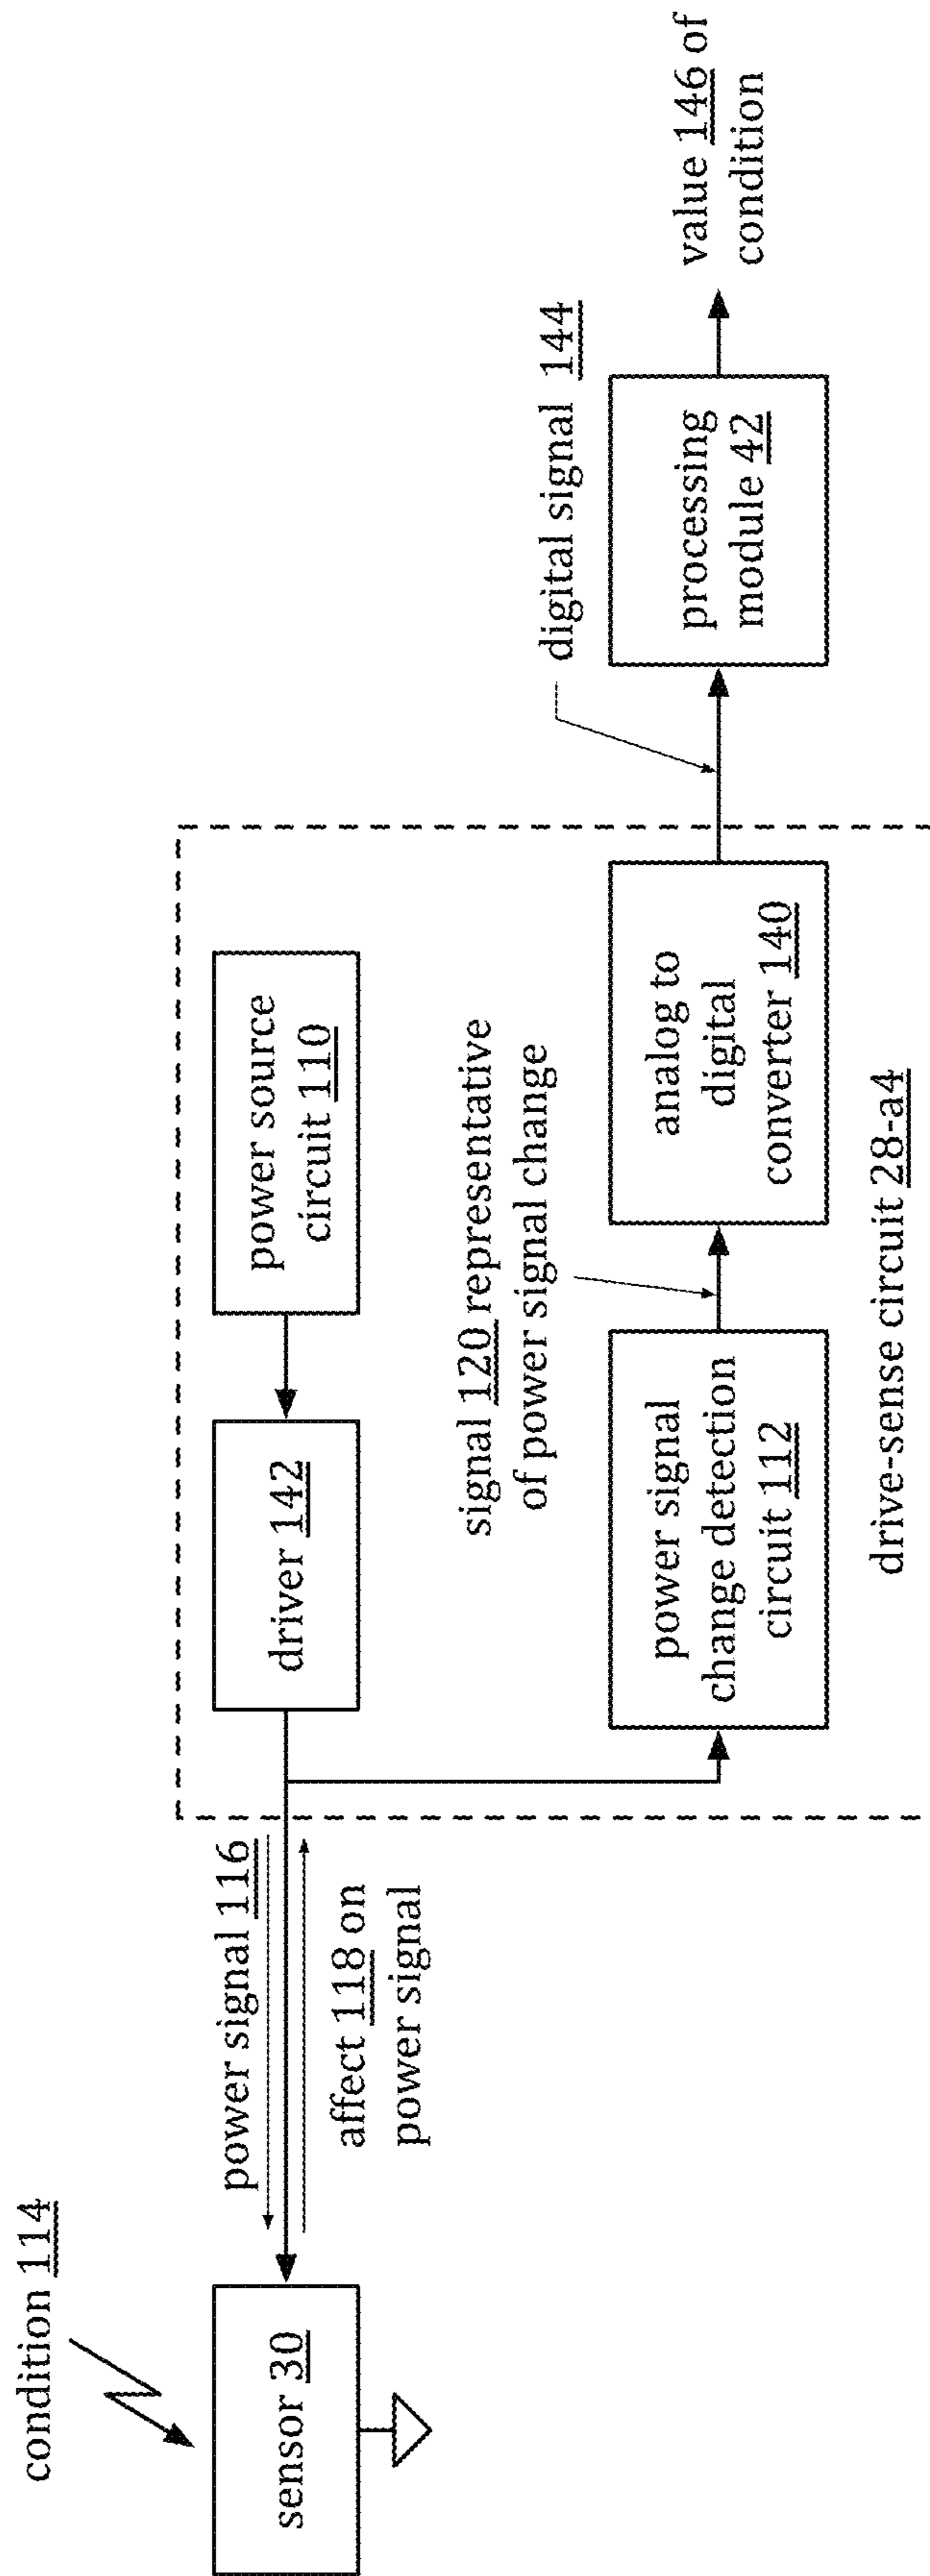 condition 114
sensor 30
power signal 116
affect 118 on
power signal
driver 142
power source
circuit 110
signal 120 representative
of power signal change
power signal
change detection
circuit 112
analog to
digital
converter 140
drive-sense circuit 28-a4
digital signal 144
processing
module 42
value 146 of
condition